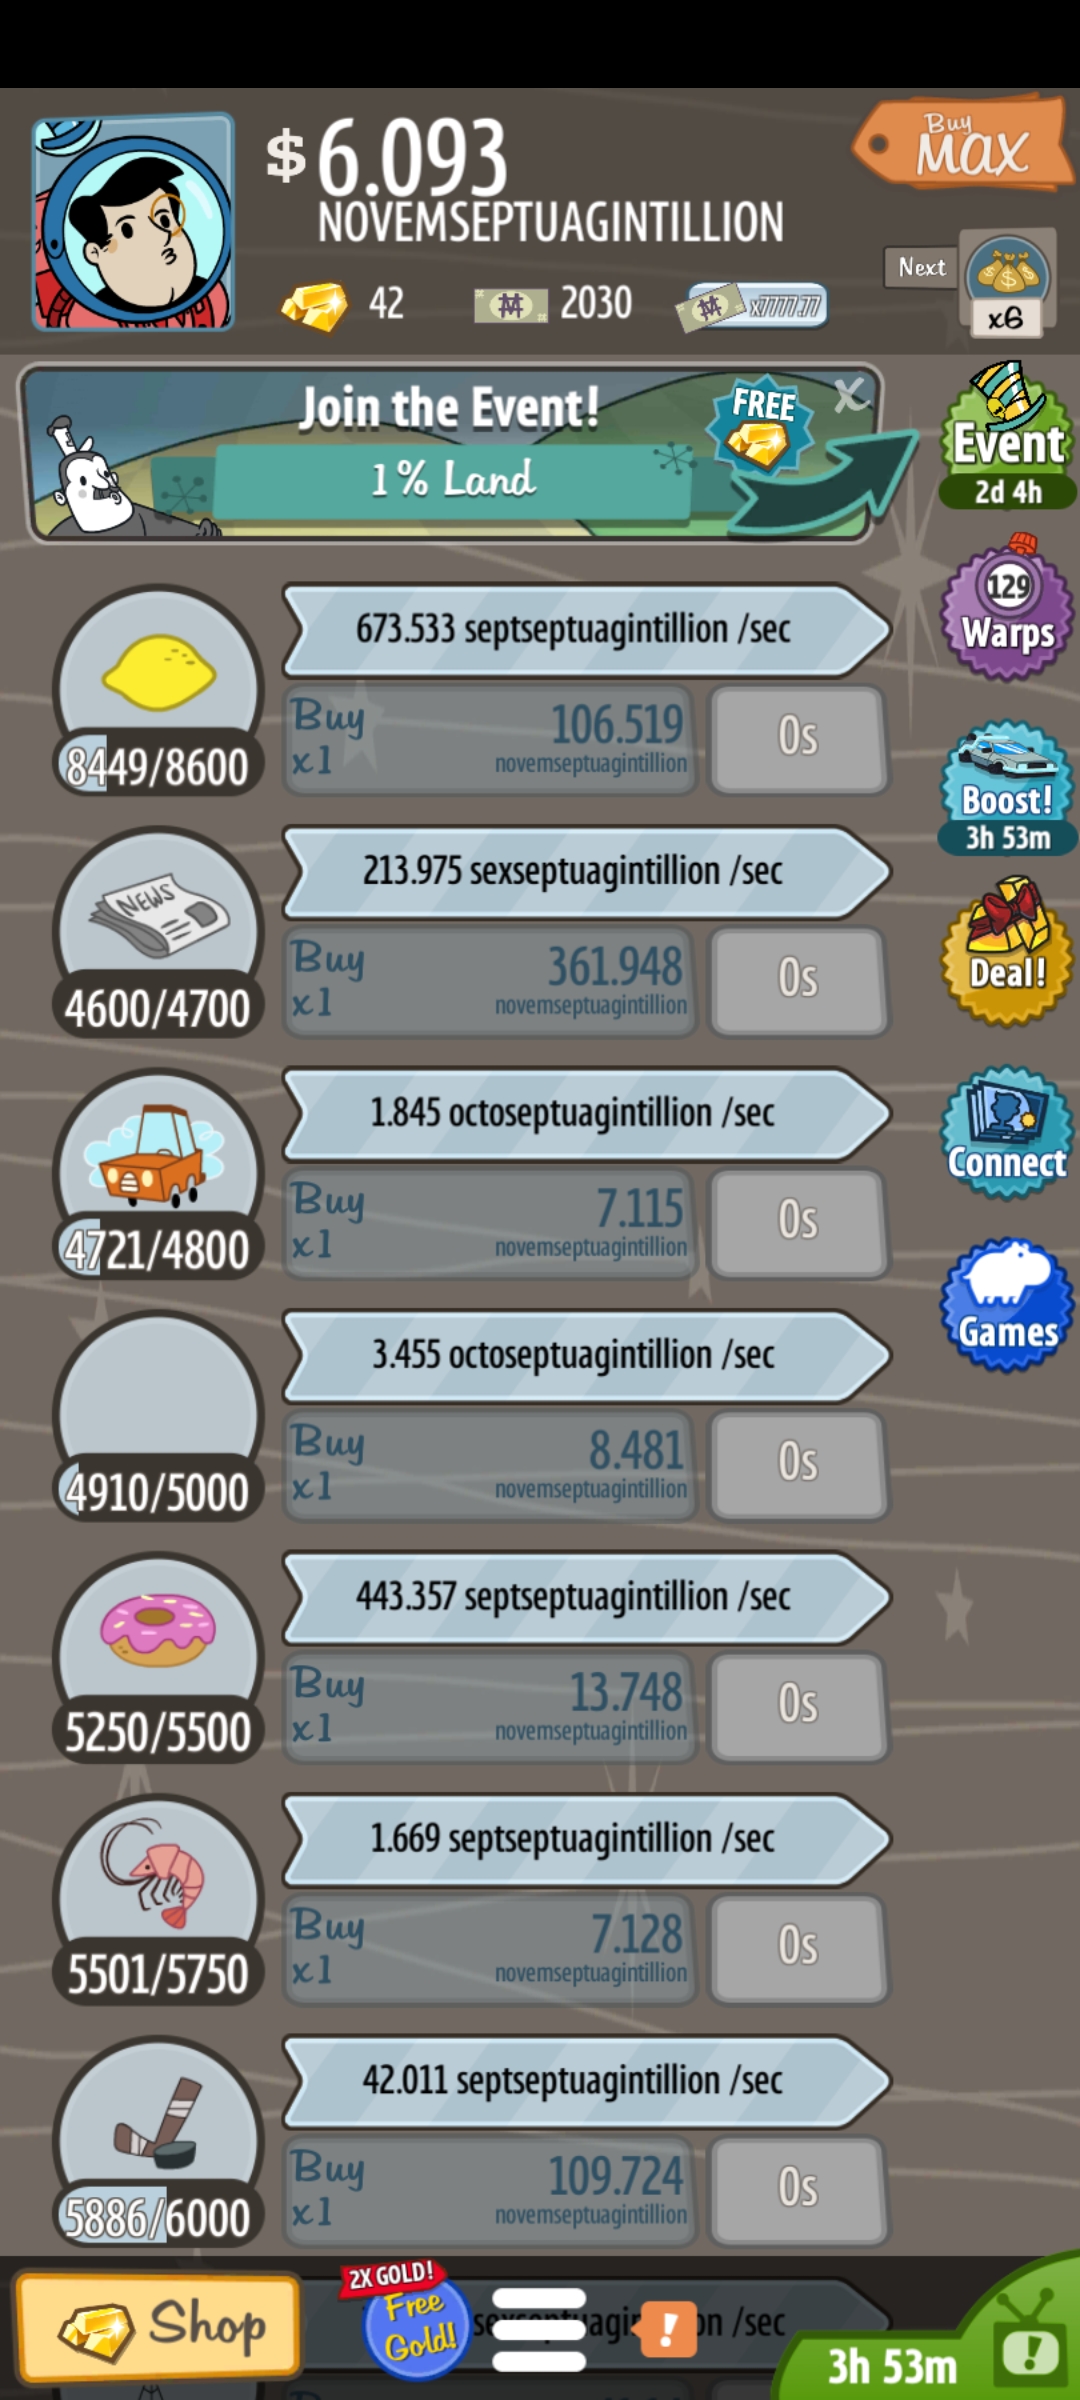 $ 6.093
NOVEMSEPTUAGINTILLION
Buy
MAX
42
2030
x7777.77
Next
x6
Join the Event!
1% Land
FREE
X
Event
2d 4h
129
Warps
Boost!
3h 53m
Deal!
Connect
Games
673.533 septseptuagintillion /sec
8449/8600
Buy
x1
106.519
novemseptuagintillion
0s
NEWS
213.975 sexseptuagintillion /sec
4600/4700
Buy
x1
361.948
novemseptuagintillion
0s
1.845 octoseptuagintillion /sec
4721/4800
Buy
x1
7.115
novemseptuagintillion
0s
3.455 octoseptuagintillion /sec
4910/5000
Buy
x1
8.481
novemseptuagintillion
0s
443.357 septseptuagintillion /sec
5250/5500
Buy
x1
13.748
novemseptuagintillion
0s
1.669 septseptuagintillion /sec
5501/5750
Buy
x1
7.128
novemseptuagintillion
0s
42.011 septseptuagintillion /sec
5886/6000
Buy
x1
109.724
novemseptuagintillion
0s
Shop
2X GOLD!
Free
Gold!
!
/sec
3h 53m
!